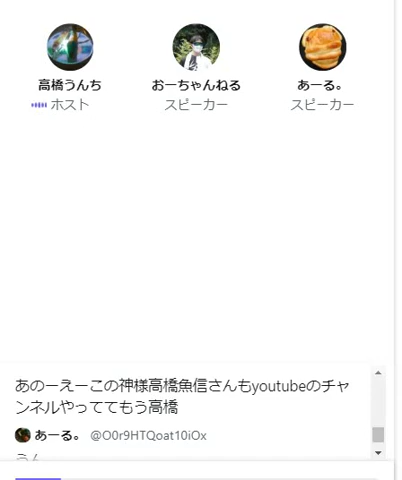 高橋うんち
おーちゃんねる
あーる。
ホスト
スピーカー
スピーカー
あのーえーこの神様高橋魚信さんもyoutubeのチャ
ンネルやっててもう高橋
あーる。 @O0r9HTQoat10iOx
うん